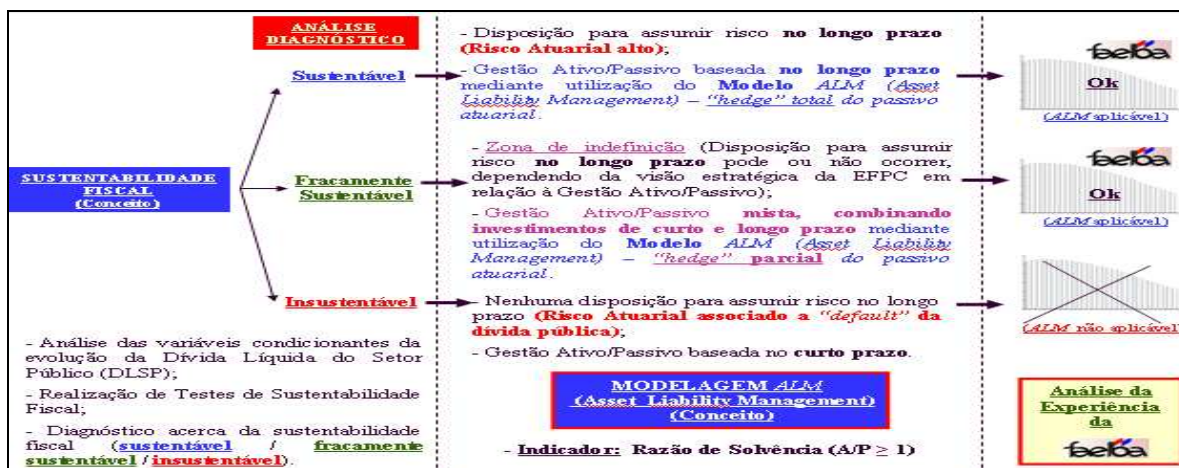 ANÁLISE
DIAGNÓSTICO
Sustentável
SUSTENTABILIDADE
FISCAL
(Conceito)
Fracamente
Sustentável
Insustentável
- Análise das variáveis condicionantes da
evolução da Dívida Líquida do Setor
Público (DLSP);
- Realização de Testes de Sustentabilidade
Fiscal;
- Diagnóstico acerca da sustentabilidade
fiscal (sustentável / fracamente
sustentável / insustentável).
- Disposição para assumir risco no longo prazo
(Risco Atuarial alto);
- Gestão Ativo/Passivo baseada no longo prazo
mediante utilização do Modelo ALM (Asset
Liability Management) – “hedge” total do passivo
atuarial.
- Zona de indefinição (Disposição para assumir
risco no longo prazo pode ou não ocorrer,
dependendo da visão estratégica da EFPC em
relação à Gestão Ativo/Passivo);
- Gestão Ativo/Passivo mista, combinando
investimentos de curto e longo prazo mediante
utilização do Modelo ALM (Asset Liability
Management) – “hedge” parcial do passivo
atuarial.
- Nenhuma disposição para assumir risco no longo
prazo (Risco Atuarial associado a “default” da
dívida pública);
- Gestão Ativo/Passivo baseada no curto prazo.
MODELAGEM ALM
(Asset Liability Management)
(Conceito)
- Indicador: Razão de Solvência (A/P ≥ 1)
faelba
Ok
(ALM aplicável)
faelba
Ok
(ALM aplicável)
(ALM não aplicável)
Análise da
Experiência
da
faelba